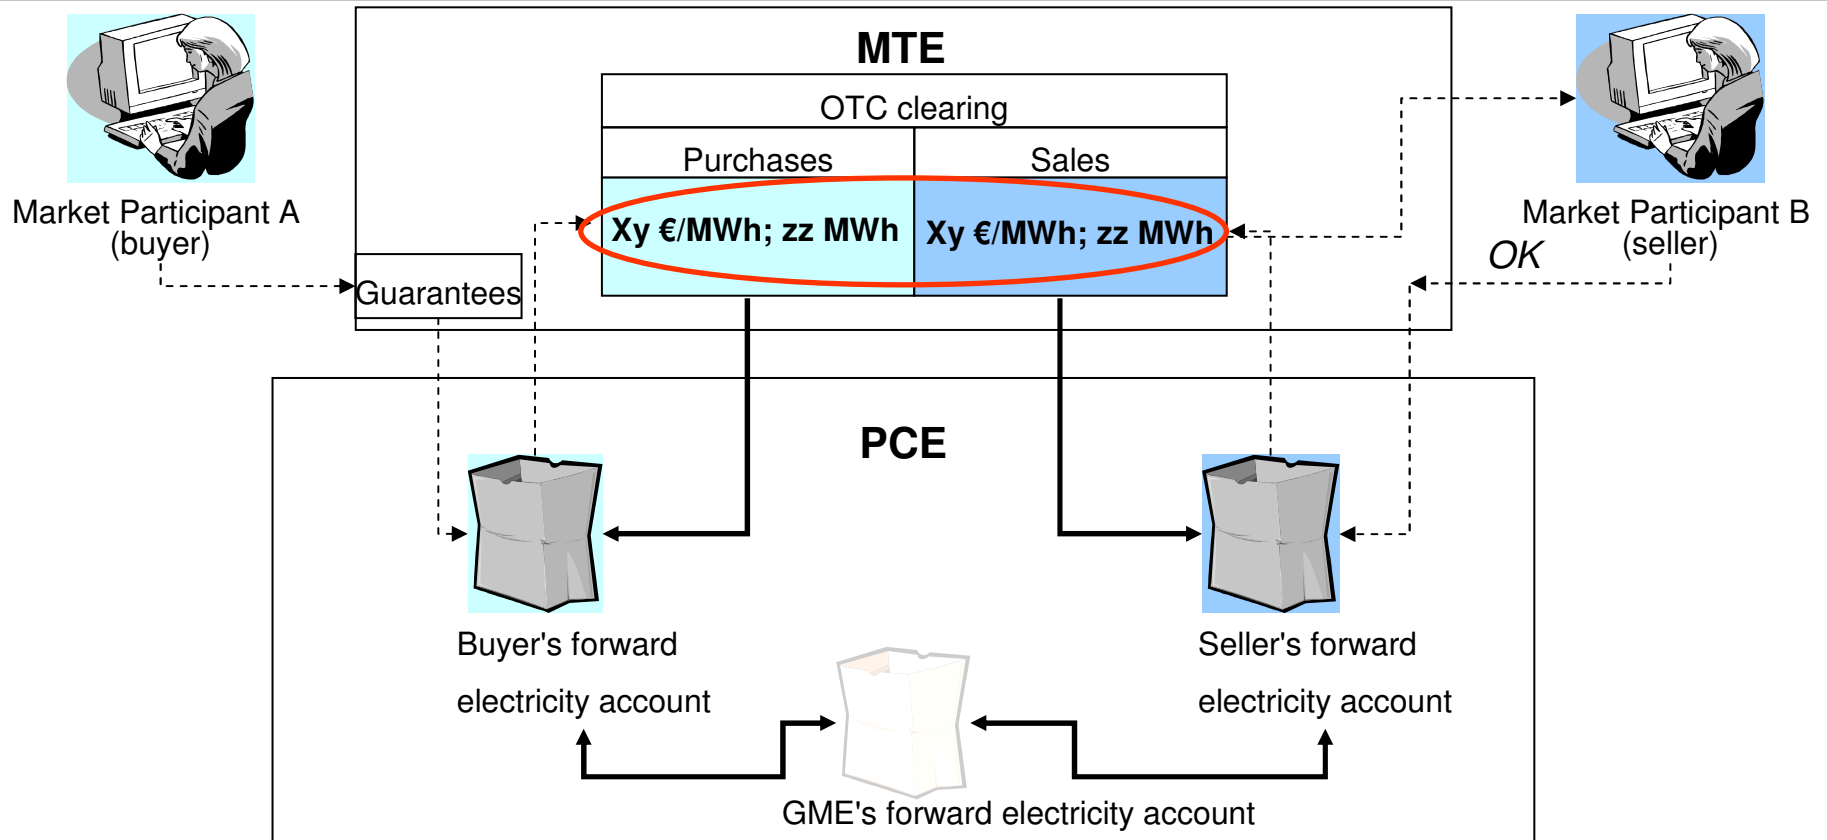 MTE
OTC clearing
Purchases
Sales
Xy €/MWh; zz MWh
Xy €/MWh; zz MWh
Market Participant A
(buyer)
Market Participant B
(seller)
OK
Guarantees
PCE
Buyer's forward
electricity account
Seller's forward
electricity account
GME's forward electricity account